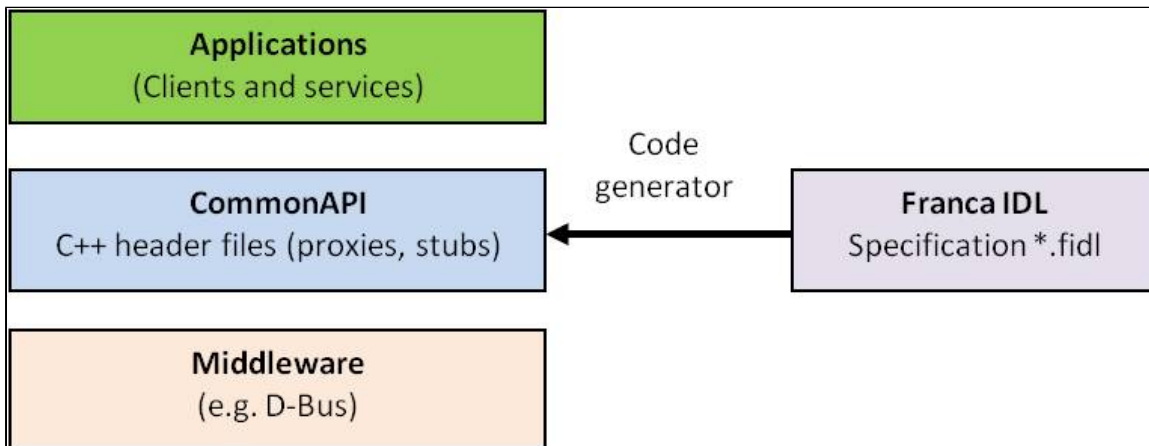 Applications
(Clients and services)
Code
generator
CommonAPI
C++ header files (proxies, stubs)
Franca IDL
Specification *.fidl
Middleware
(e.g. D-Bus)